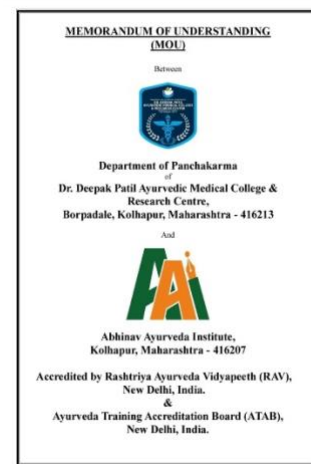 MEMORANDUM OF UNDERSTANDING
(MOU)
Between
Department of Panchakarma
of
Dr. Deepak Patil Ayurvedic Medical College &
Research Centre,
Borpadale, Kolhapur, Maharashtra - 416213
And
AAi
Abhinav Ayurveda Institute,
Kolhapur, Maharashtra - 416207
Accredited by Rashtriya Ayurveda Vidyapeeth (RAV),
New Delhi, India.
&
Ayurveda Training Accreditation Board (ATAB),
New Delhi, India.